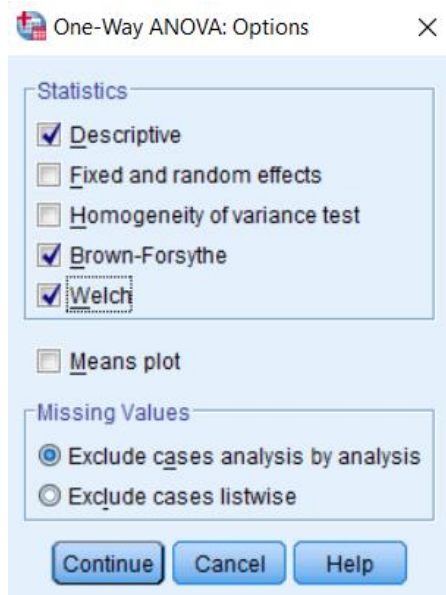 One-Way ANOVA: Options
Statistics
Descriptive
Fixed and random effects
Homogeneity of variance test
Brown-Forsythe
Welch
Means plot
Missing Values
Exclude cases analysis by analysis
Exclude cases listwise
Continue Cancel Help